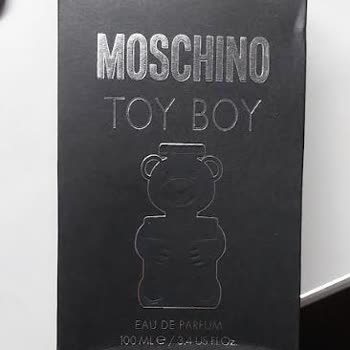 MOSCHINO
TOY BOY
EAU DE PARFUM
100 ML ℮ / 3.4 US Fl.Oz.